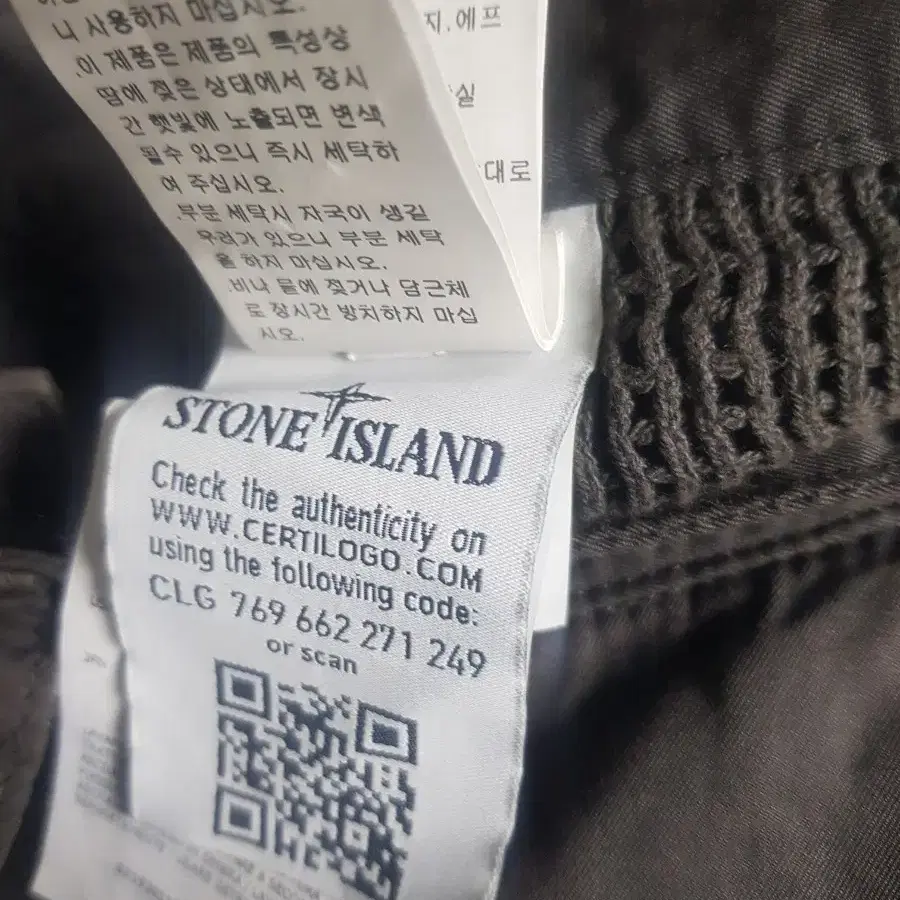 니 사용하지 마십시오.
.이 제품은 제품의 특성상
땀에 젖은 상태에서 장시
간 햇빛에 노출되면 변색
될수 있으니 즉시 세탁하
여 주십시오.
.부분 세탁시 자국이 생길
우려가 있으니 부분 세탁
을 하지 마십시오.
.비나 물에 젖거나 담근체
로 장시간 방치하지 마십
시오.
지.에프
실
대로
STONE ISLAND
Check the authenticity on
WWW.CERTILOGO.COM
using the following code:
CLG 769 662 271 249
or scan